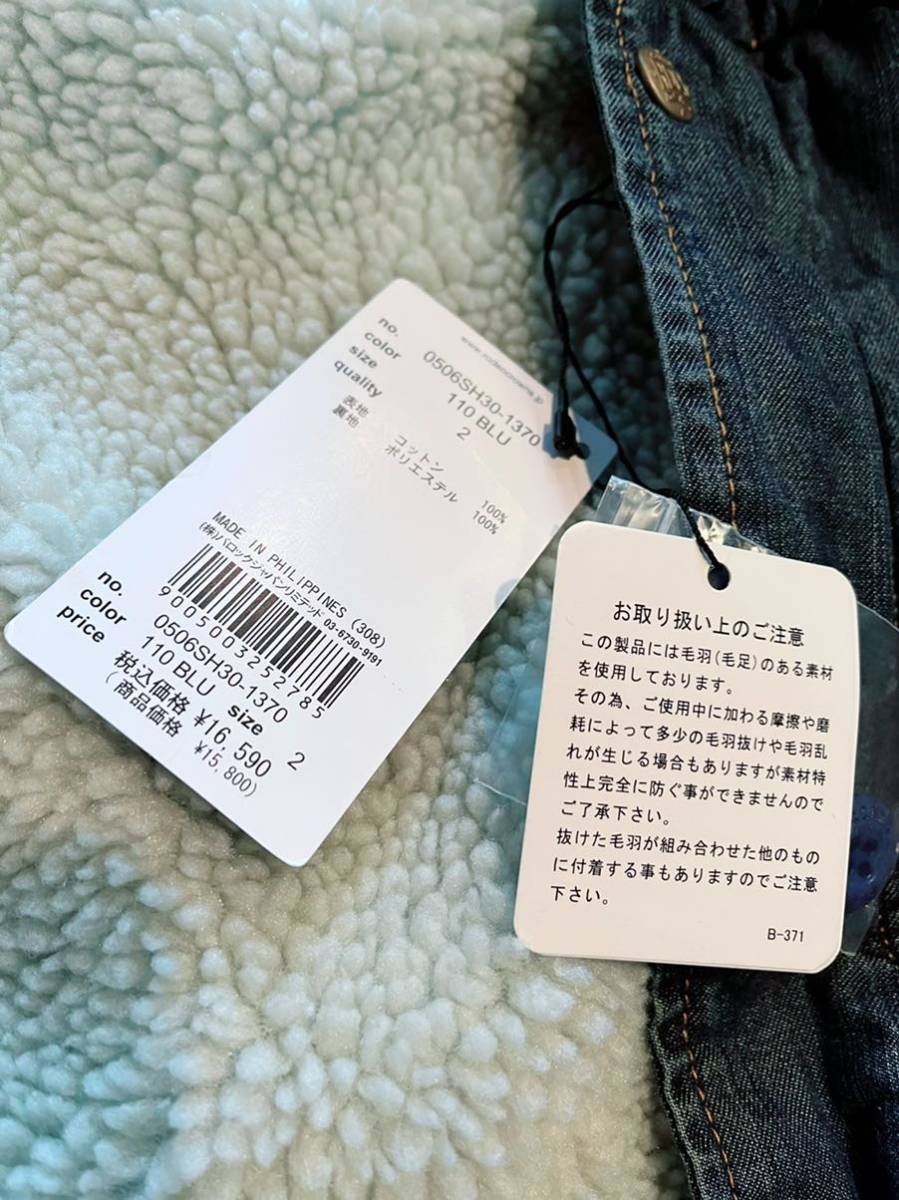 www.rodeocrowns.jp
no. 0506SH30-1370
color 110 BLU
size 2
quality
表地 コットン 100%
裏地 ポリエステル 100%
MADE IN PHILIPPINES (308)
(株)バロックジャパンリミテッド 03-6730-9191
9005003252785
no. 0506SH30-1370
color 110 BLU size 2
price 税込価格 ¥16,590
(商品価格 ¥15,800)
お取り扱い上のご注意
この製品には毛羽(毛足)のある素材
を使用しております。
その為、ご使用中に加わる摩擦や磨
耗によって多少の毛羽抜けや毛羽乱
れが生じる場合もありますが素材特
性上完全に防ぐ事ができませんので
ご了承下さい。
抜けた毛羽が組み合わせた他のもの
に付着する事もありますのでご注意
下さい。
B-371